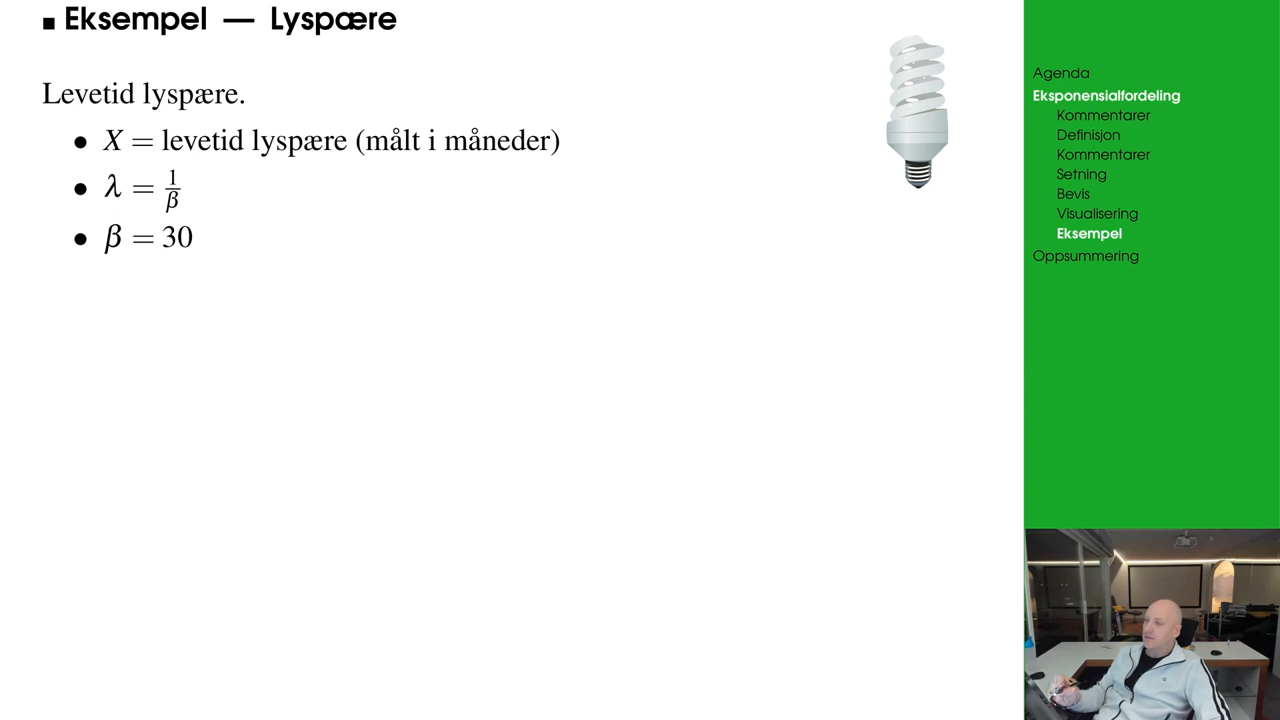 Eksempel — Lyspære
Levetid lyspære.
• X = levetid lyspære (målt i måneder)
• λ = 1/β
• β = 30
Agenda
Eksponensialfordeling
Kommentarer
Definisjon
Kommentarer
Setning
Bevis
Visualisering
Eksempel
Oppsummering